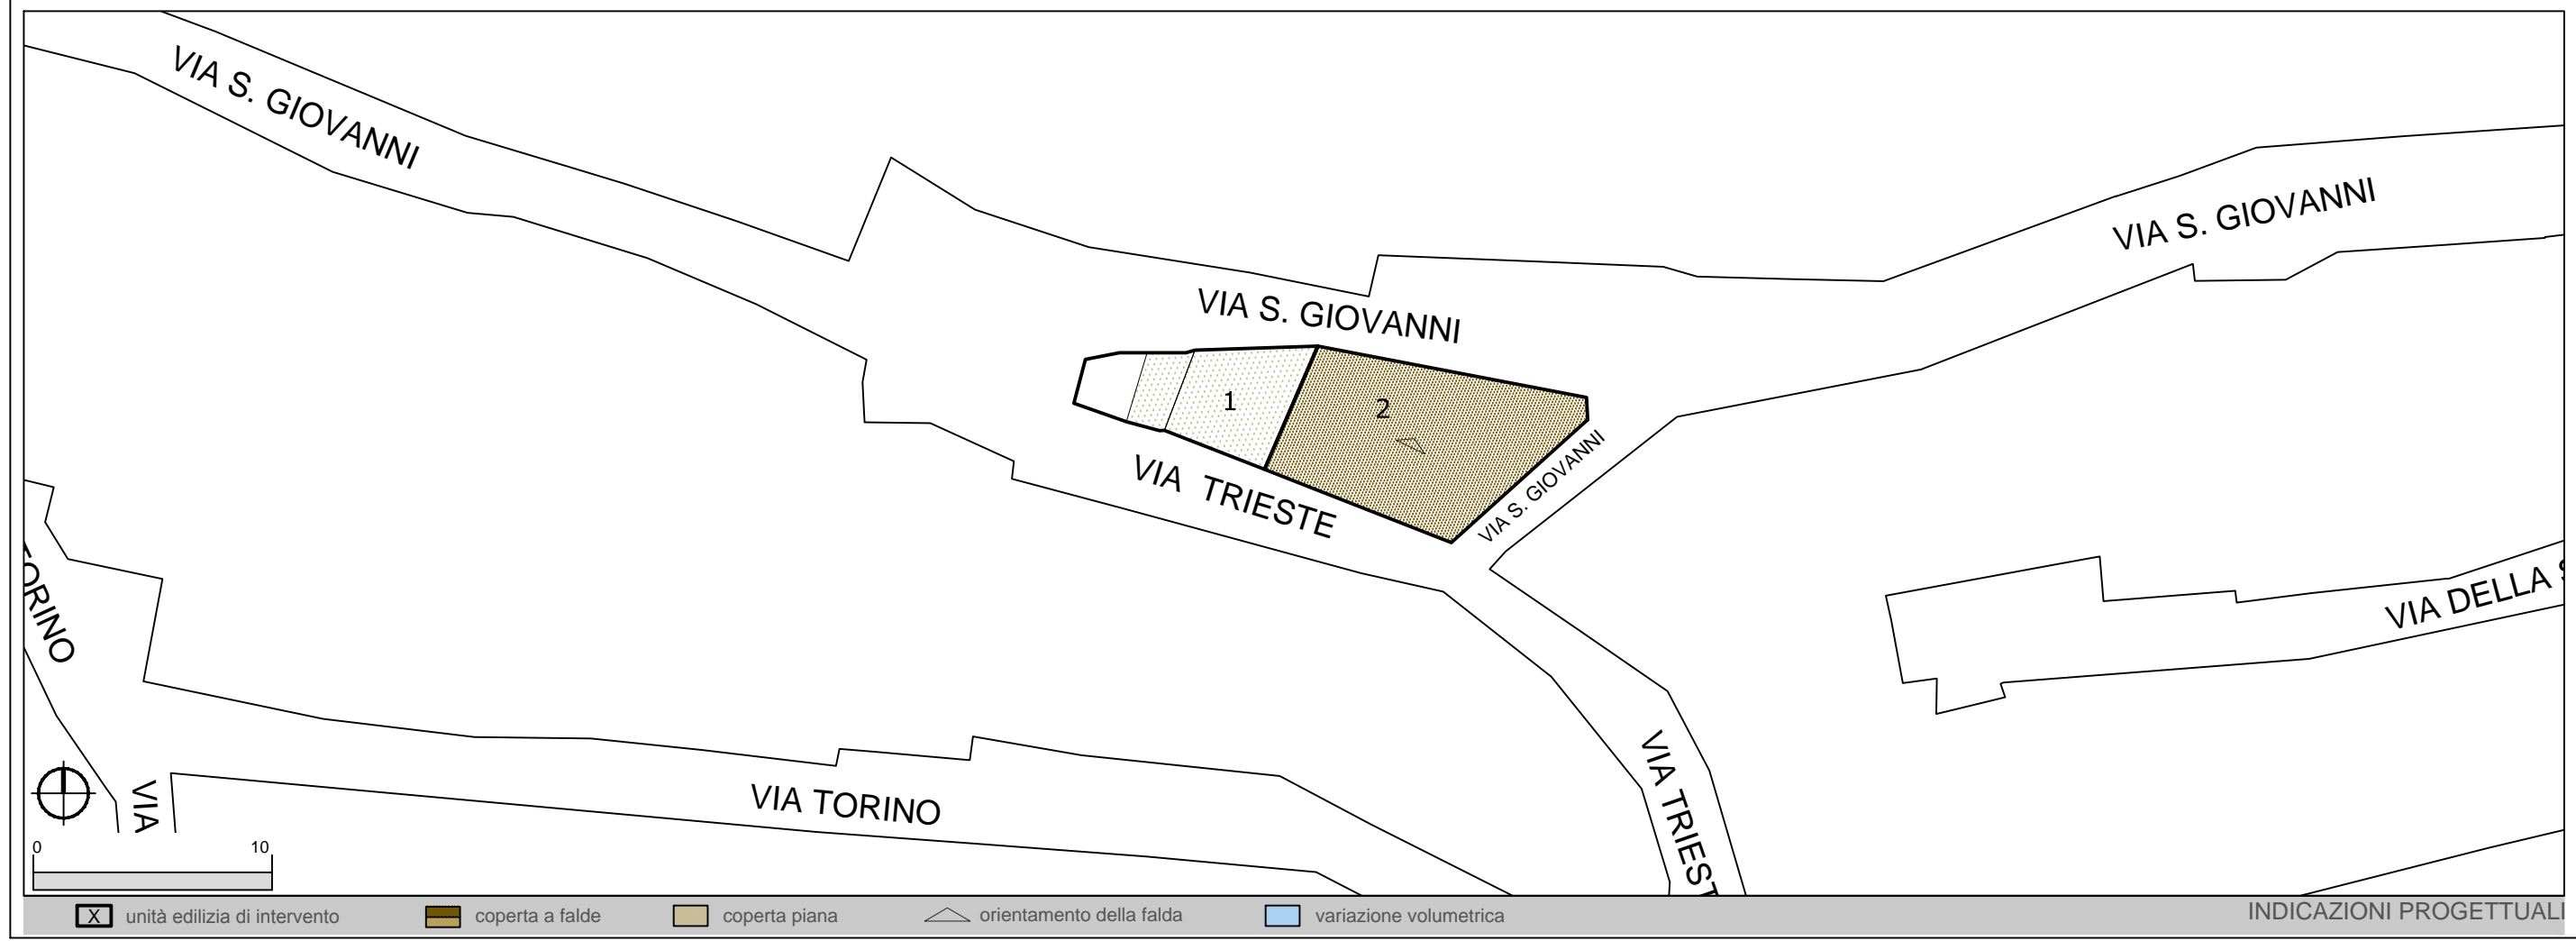 VIA S. GIOVANNI
VIA S. GIOVANNI
VIA S. GIOVANNI
1
2
VIA TRIESTE
VIA S. GIOVANNI
TORINO
VIA DELLA S
VIA
VIA TORINO
VIA TRIEST
0 10
X unità edilizia di intervento coperta a falde coperta piana orientamento della falda variazione volumetrica INDICAZIONI PROGETTUALI